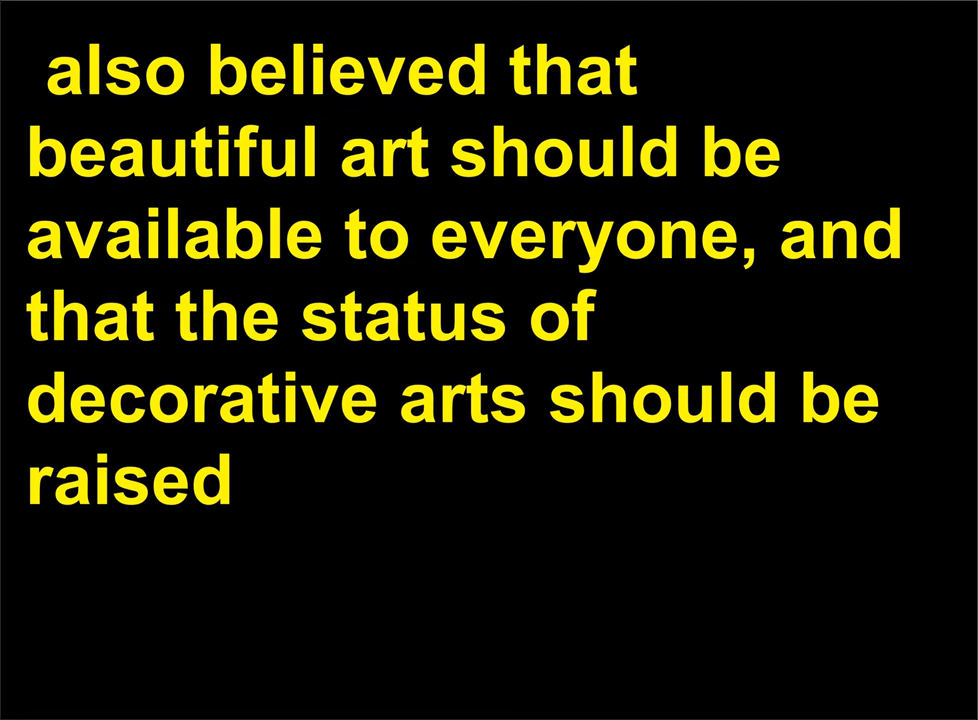 also believed that
beautiful art should be
available to everyone, and
that the status of
decorative arts should be
raised